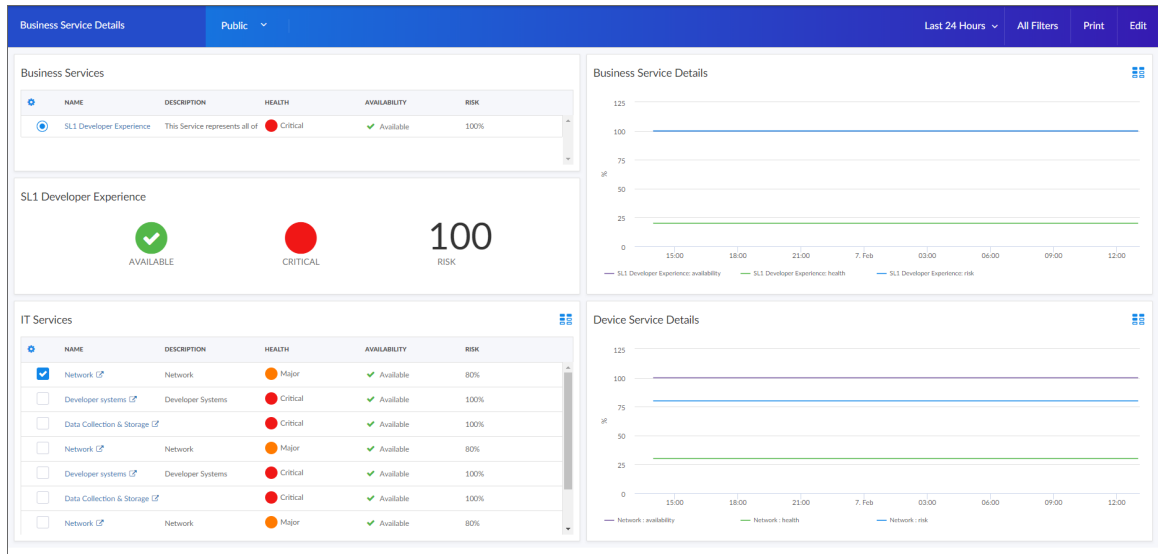 Business Service Details Public Last 24 Hours All Filters Print Edit
Business Services
NAME DESCRIPTION HEALTH AVAILABILITY RISK
SL1 Developer Experience This Service represents all of Critical Available 100%
SL1 Developer Experience
100
AVAILABLE CRITICAL RISK
IT Services
NAME DESCRIPTION HEALTH AVAILABILITY RISK
Network Network Major Available 80%
Developer systems Developer Systems Critical Available 100%
Data Collection & Storage Critical Available 100%
Network Network Major Available 80%
Developer systems Developer Systems Critical Available 100%
Data Collection & Storage Critical Available 100%
Network Network Major Available 80%
Business Service Details
125
100
75
%
50
25
0
15:00 18:00 21:00 7. Feb 03:00 06:00 09:00 12:00
SL1 Developer Experience: availability SL1 Developer Experience: health SL1 Developer Experience: risk
Device Service Details
125
100
75
%
50
25
0
15:00 18:00 21:00 7. Feb 03:00 06:00 09:00 12:00
Network : availability Network : health Network : risk